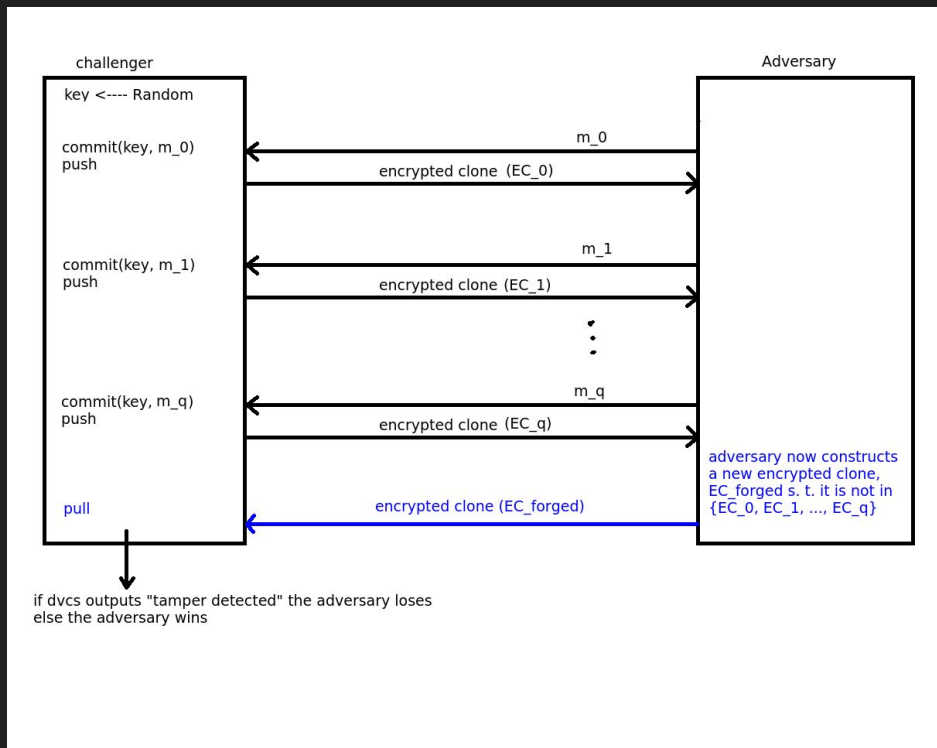 challenger
Adversary
key <---- Random
commit(key, m_0)
push
m_0
encrypted clone (EC_0)
commit(key, m_1)
push
m_1
encrypted clone (EC_1)
commit(key, m_q)
push
m_q
encrypted clone (EC_q)
adversary now constructs
a new encrypted clone,
EC_forged s. t. it is not in
{EC_0, EC_1, ..., EC_q}
pull
encrypted clone (EC_forged)
if dvcs outputs "tamper detected" the adversary loses
else the adversary wins